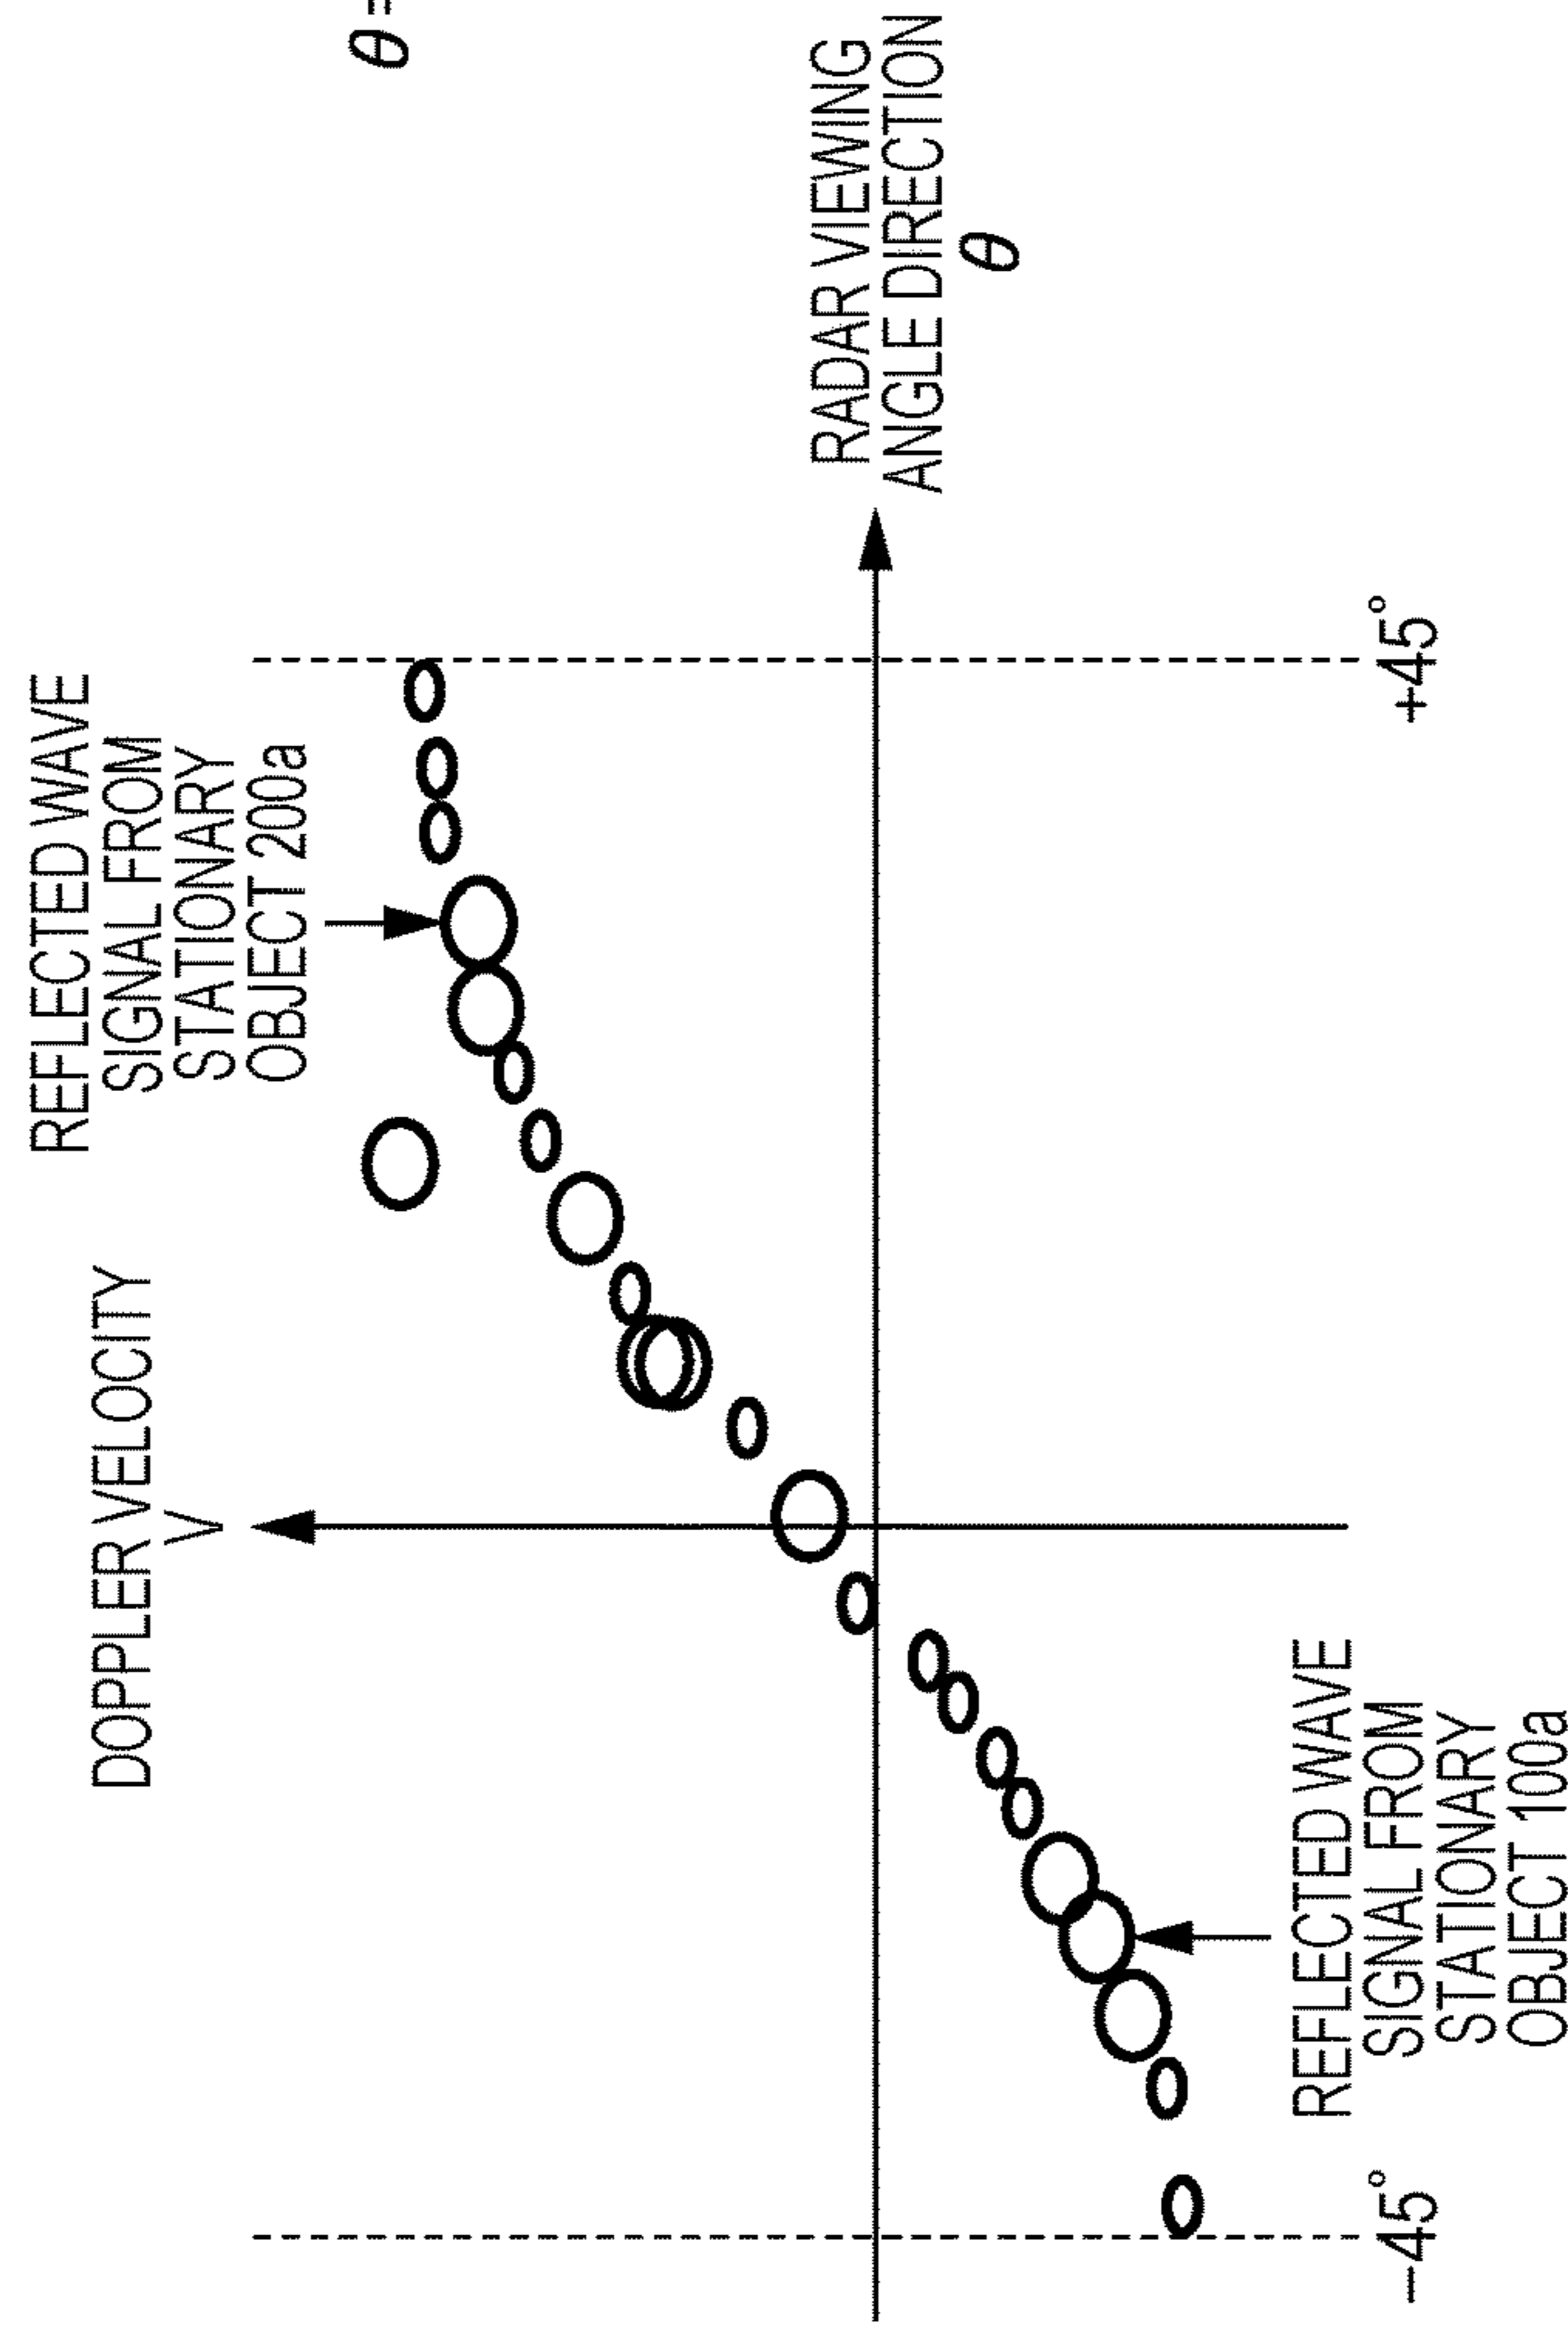 DOPPLER VELOCITY
V
REFLECTED WAVE
SIGNAL FROM
STATIONARY
OBJECT 200a
θ=
RADAR VIEWING
ANGLE DIRECTION
θ
REFLECTED WAVE
SIGNAL FROM
STATIONARY
OBJECT 100a
−45°
+45°